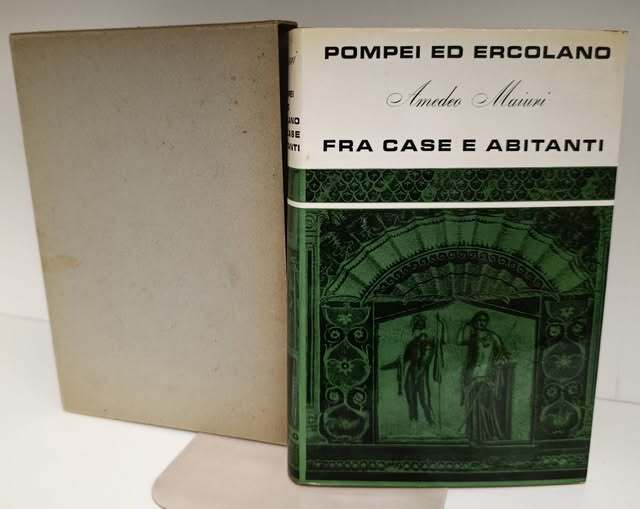 POMPEI ED ERCOLANO
Amedeo Maiuri
FRA CASE E ABITANTI